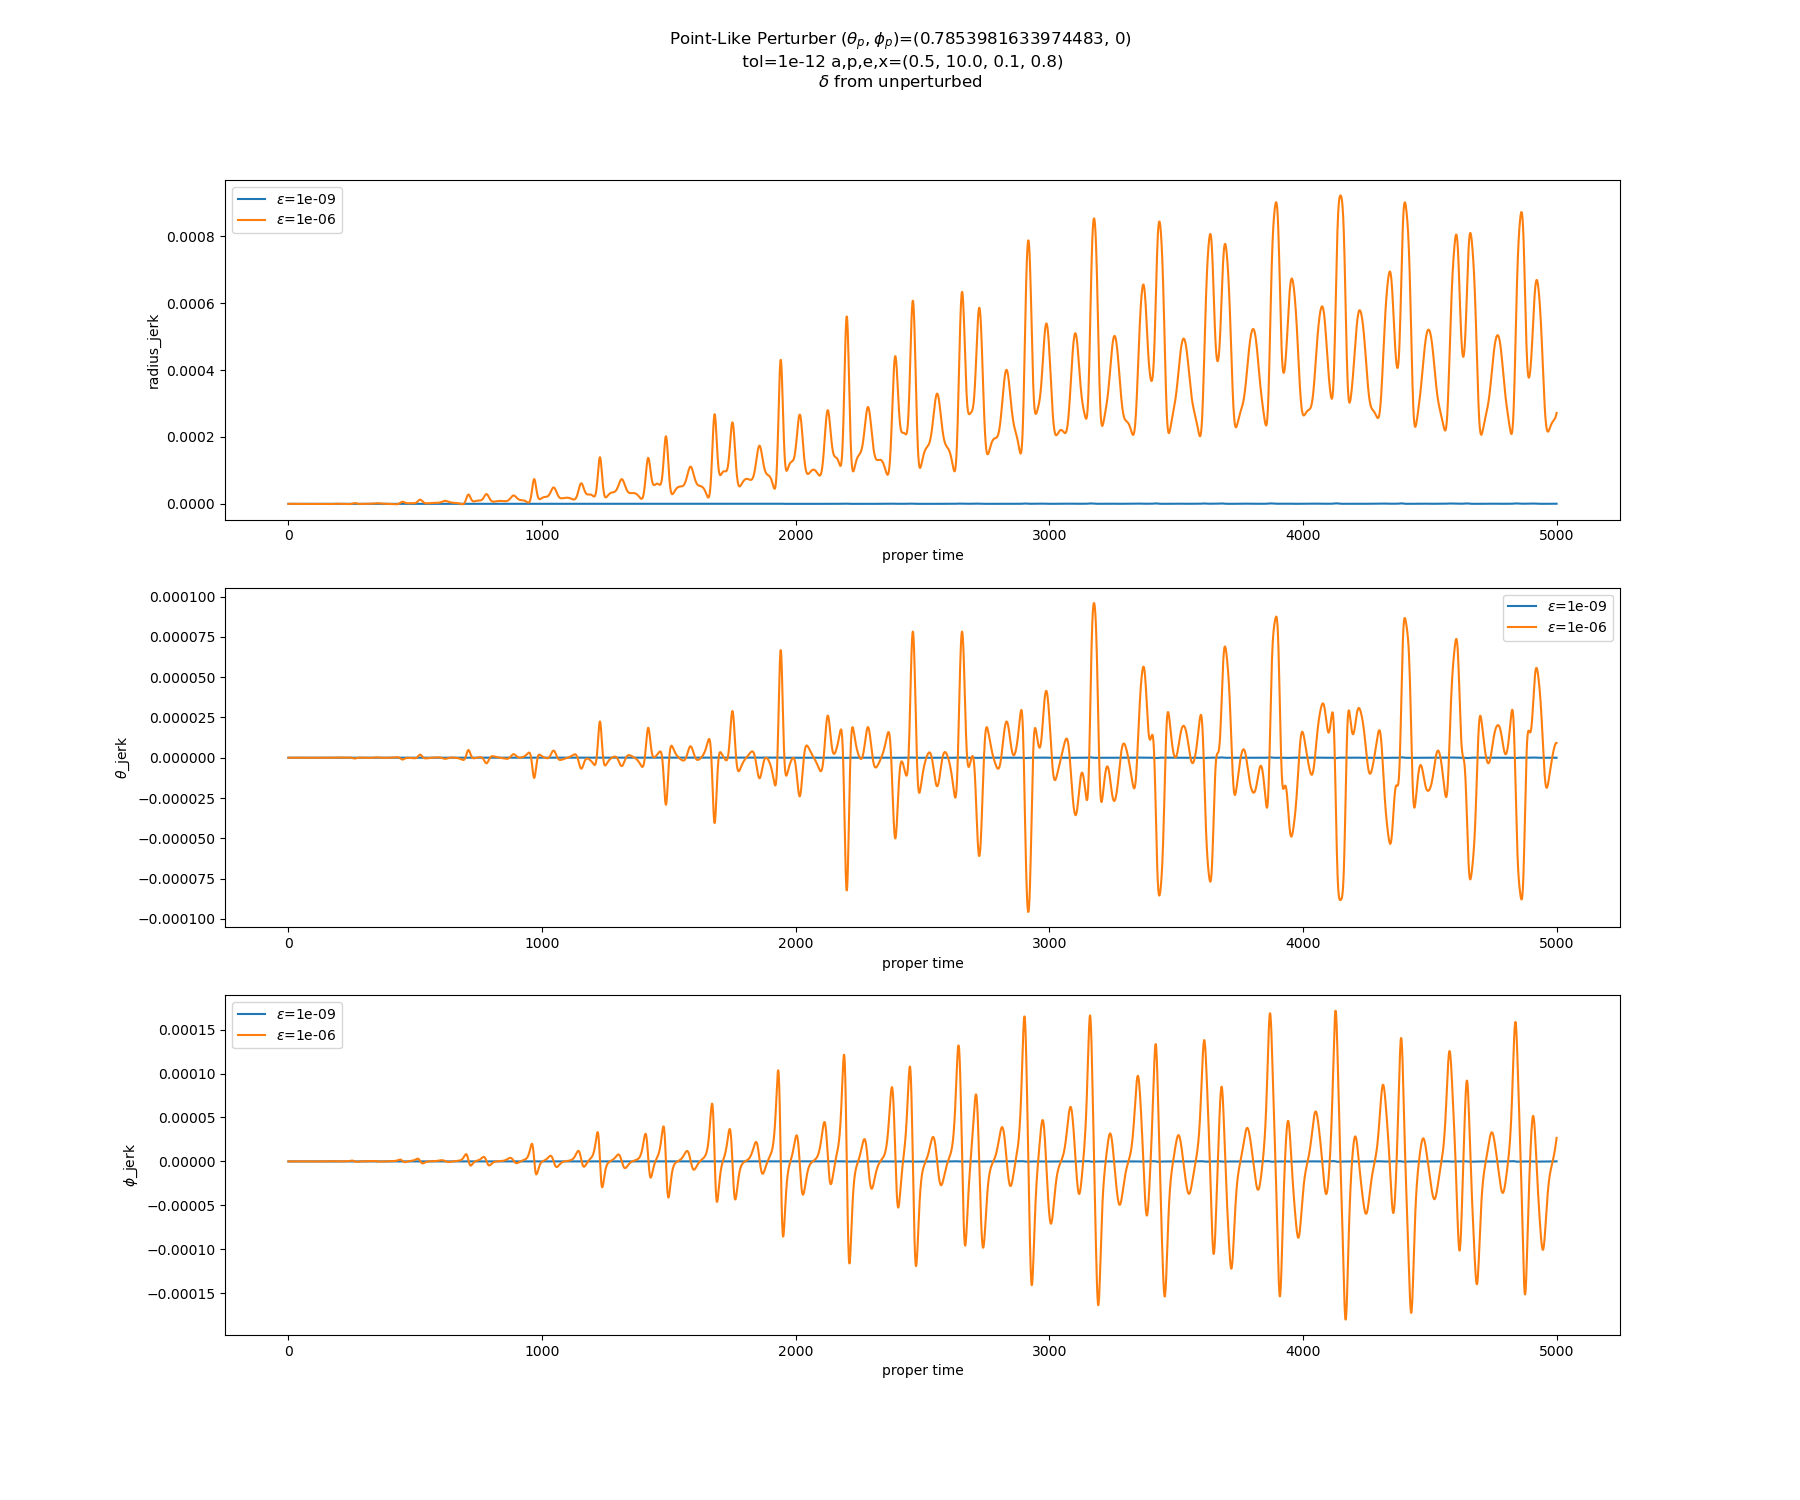 Point-Like Perturber (θₚ, ϕₚ)=(0.7853981633974483, 0)
tol=1e-12 a,p,e,x=(0.5, 10.0, 0.1, 0.8)
δ from unperturbed
ε=1e-09
ε=1e-06
0.0008
0.0006
0.0004
0.0002
0.0000
radius_jerk
0 1000 2000 3000 4000 5000
proper time
ε=1e-09
ε=1e-06
0.000100
0.000075
0.000050
0.000025
0.000000
−0.000025
−0.000050
−0.000075
−0.000100
θ_jerk
0 1000 2000 3000 4000 5000
proper time
ε=1e-09
ε=1e-06
0.00015
0.00010
0.00005
0.00000
−0.00005
−0.00010
−0.00015
ϕ_jerk
0 1000 2000 3000 4000 5000
proper time